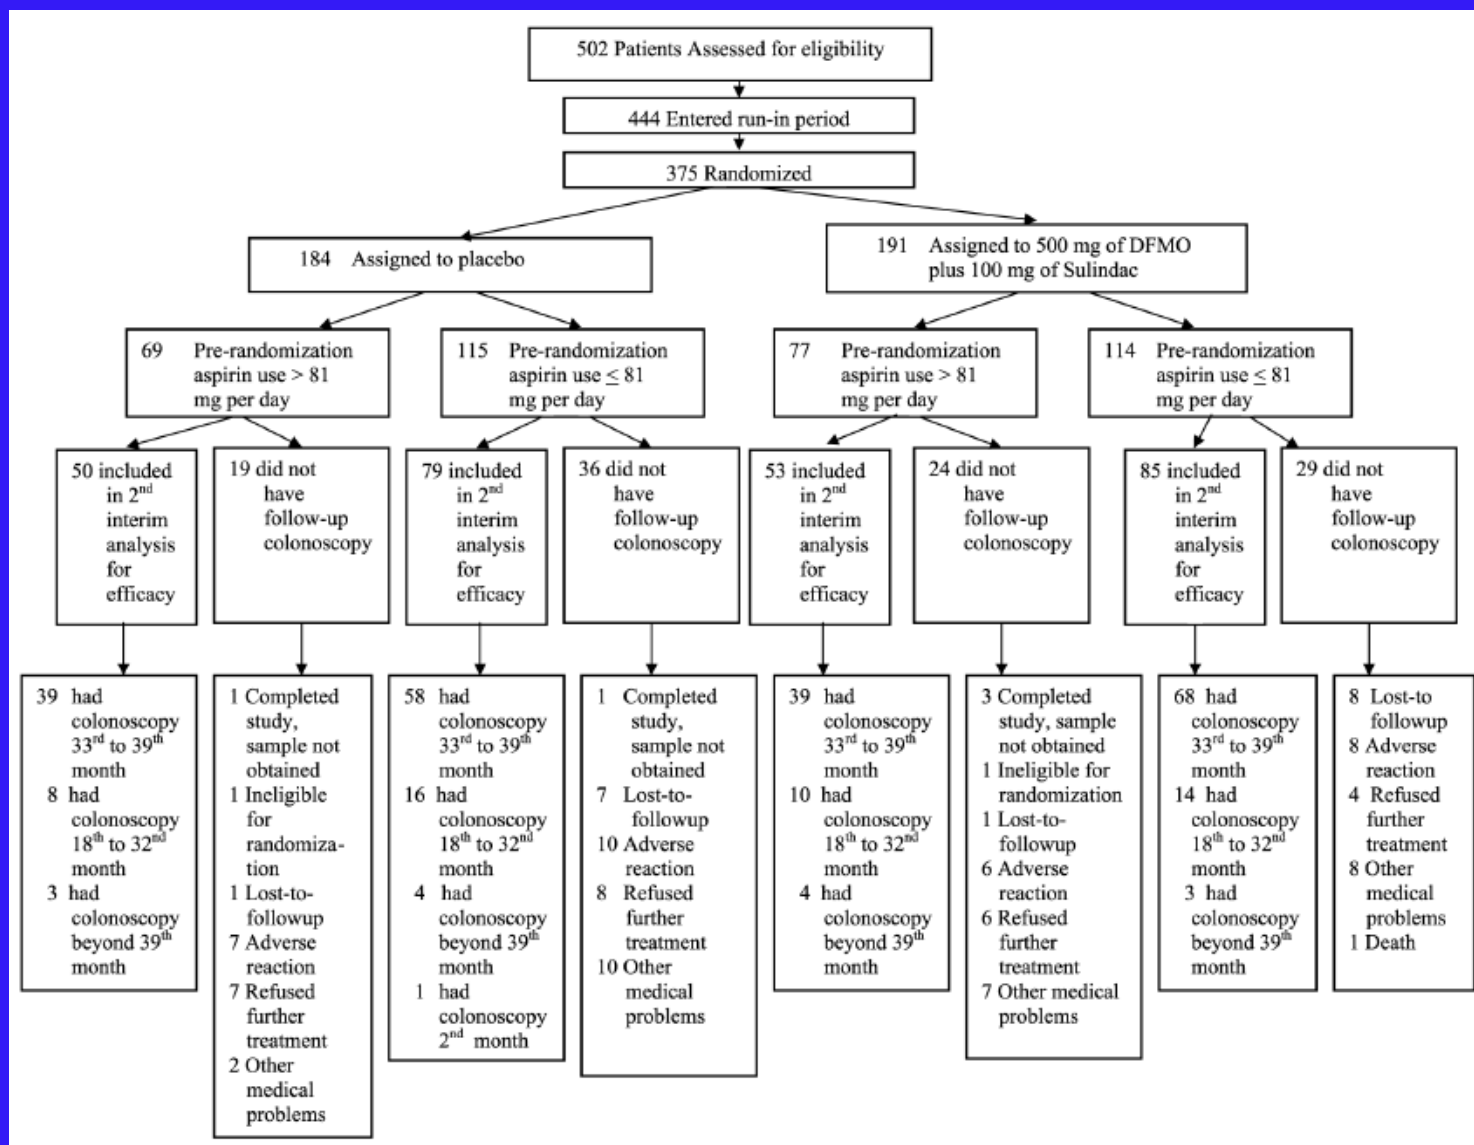 502 Patients Assessed for eligibility
444 Entered run-in period
375 Randomized
184 Assigned to placebo
191 Assigned to 500 mg of DFMO
plus 100 mg of Sulindac
69 Pre-randomization
aspirin use > 81
mg per day
115 Pre-randomization
aspirin use ≤ 81
mg per day
77 Pre-randomization
aspirin use > 81
mg per day
114 Pre-randomization
aspirin use ≤ 81
mg per day
50 included
in 2nd
interim
analysis
for
efficacy
19 did not
have
follow-up
colonoscopy
79 included
in 2nd
interim
analysis
for
efficacy
36 did not
have
follow-up
colonoscopy
53 included
in 2nd
interim
analysis
for
efficacy
24 did not
have
follow-up
colonoscopy
85 included
in 2nd
interim
analysis
for
efficacy
29 did not
have
follow-up
colonoscopy
39 had
colonoscopy
33rd to 39th
month
8 had
colonoscopy
18th to 32nd
month
3 had
colonoscopy
beyond 39th
month
1 Completed
study,
sample not
obtained
1 Ineligible
for
randomiza-
tion
1 Lost-to-
followup
7 Adverse
reaction
7 Refused
further
treatment
2 Other
medical
problems
58 had
colonoscopy
33rd to 39th
month
16 had
colonoscopy
18th to 32nd
month
4 had
colonoscopy
beyond 39th
month
1 had
colonoscopy
2nd month
1 Completed
study,
sample not
obtained
7 Lost-to-
followup
10 Adverse
reaction
8 Refused
further
treatment
10 Other
medical
problems
39 had
colonoscopy
33rd to 39th
month
10 had
colonoscopy
18th to 32nd
month
4 had
colonoscopy
beyond 39th
month
3 Completed
study, sample
not obtained
1 Ineligible for
randomization
1 Lost-to-
followup
6 Adverse
reaction
6 Refused
further
treatment
7 Other medical
problems
68 had
colonoscopy
33rd to 39th
month
14 had
colonoscopy
18th to 32nd
month
3 had
colonoscopy
beyond 39th
month
8 Lost-to
followup
8 Adverse
reaction
4 Refused
further
treatment
8 Other
medical
problems
1 Death